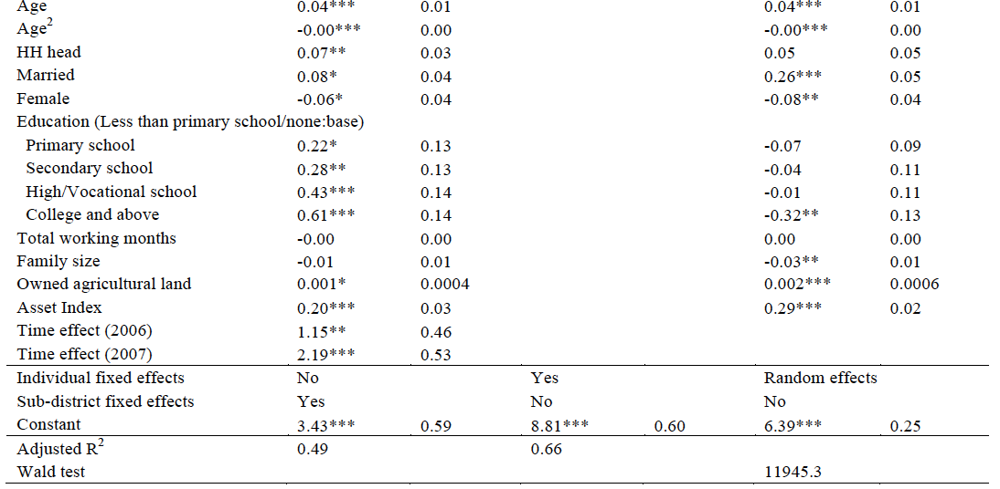 Age 0.04*** 0.01 0.04*** 0.01
Age2 -0.00*** 0.00 -0.00*** 0.00
HH head 0.07** 0.03 0.05 0.05
Married 0.08* 0.04 0.26*** 0.05
Female -0.06* 0.04 -0.08** 0.04
Education (Less than primary school/none:base)
Primary school 0.22* 0.13 -0.07 0.09
Secondary school 0.28** 0.13 -0.04 0.11
High/Vocational school 0.43*** 0.14 -0.01 0.11
College and above 0.61*** 0.14 -0.32** 0.13
Total working months -0.00 0.00 0.00 0.00
Family size -0.01 0.01 -0.03** 0.01
Owned agricultural land 0.001* 0.0004 0.002*** 0.0006
Asset Index 0.20*** 0.03 0.29*** 0.02
Time effect (2006) 1.15** 0.46
Time effect (2007) 2.19*** 0.53
Individual fixed effects No Yes Random effects
Sub-district fixed effects Yes No No
Constant 3.43*** 0.59 8.81*** 0.60 6.39*** 0.25
Adjusted R2 0.49 0.66
Wald test 11945.3